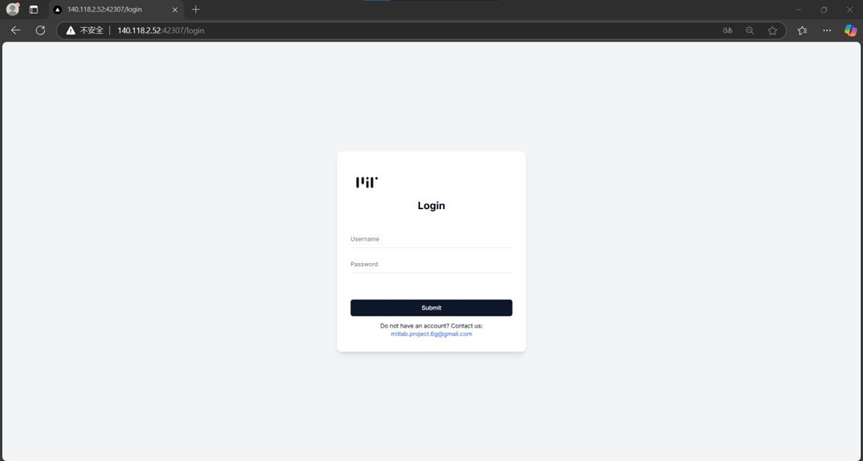 140.118.2.52:42307/login
不安全 140.118.2.52:42307/login
Login
Username
Password
Submit
Do not have an account? Contact us:
mitlab.project.6g@gmail.com